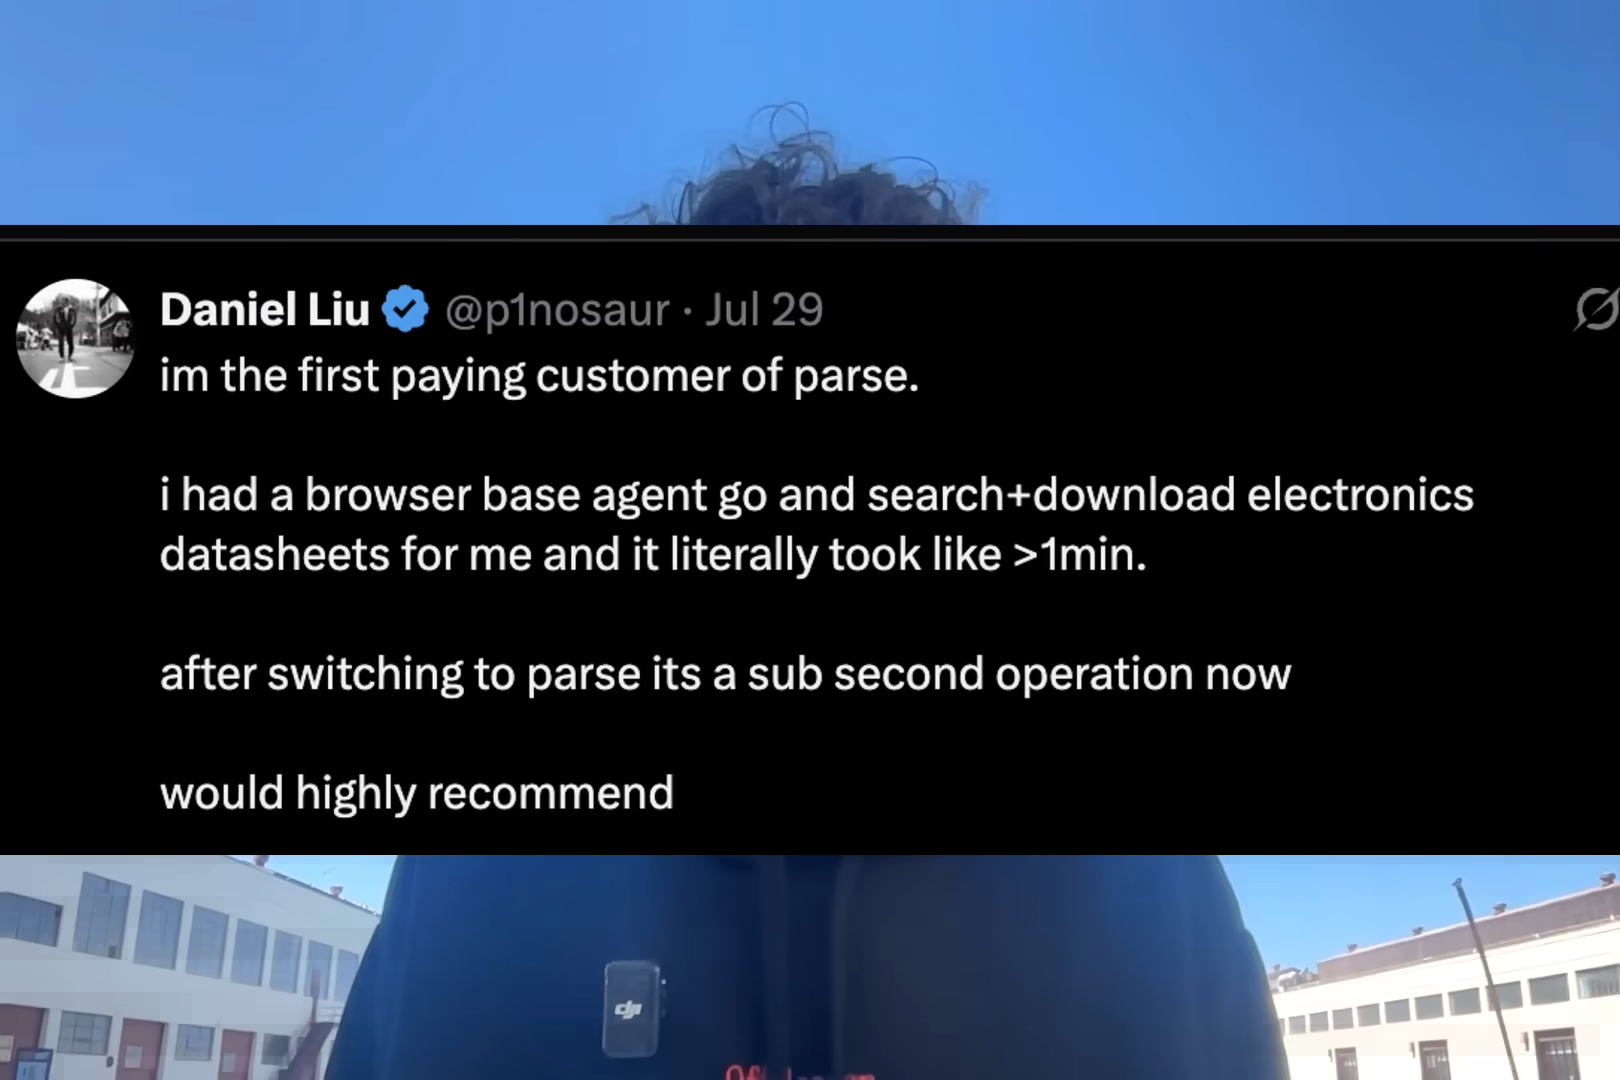 Daniel Liu @p1nosaur · Jul 29
im the first paying customer of parse.
i had a browser base agent go and search+download electronics
datasheets for me and it literally took like >1min.
after switching to parse its a sub second operation now
would highly recommend
dji